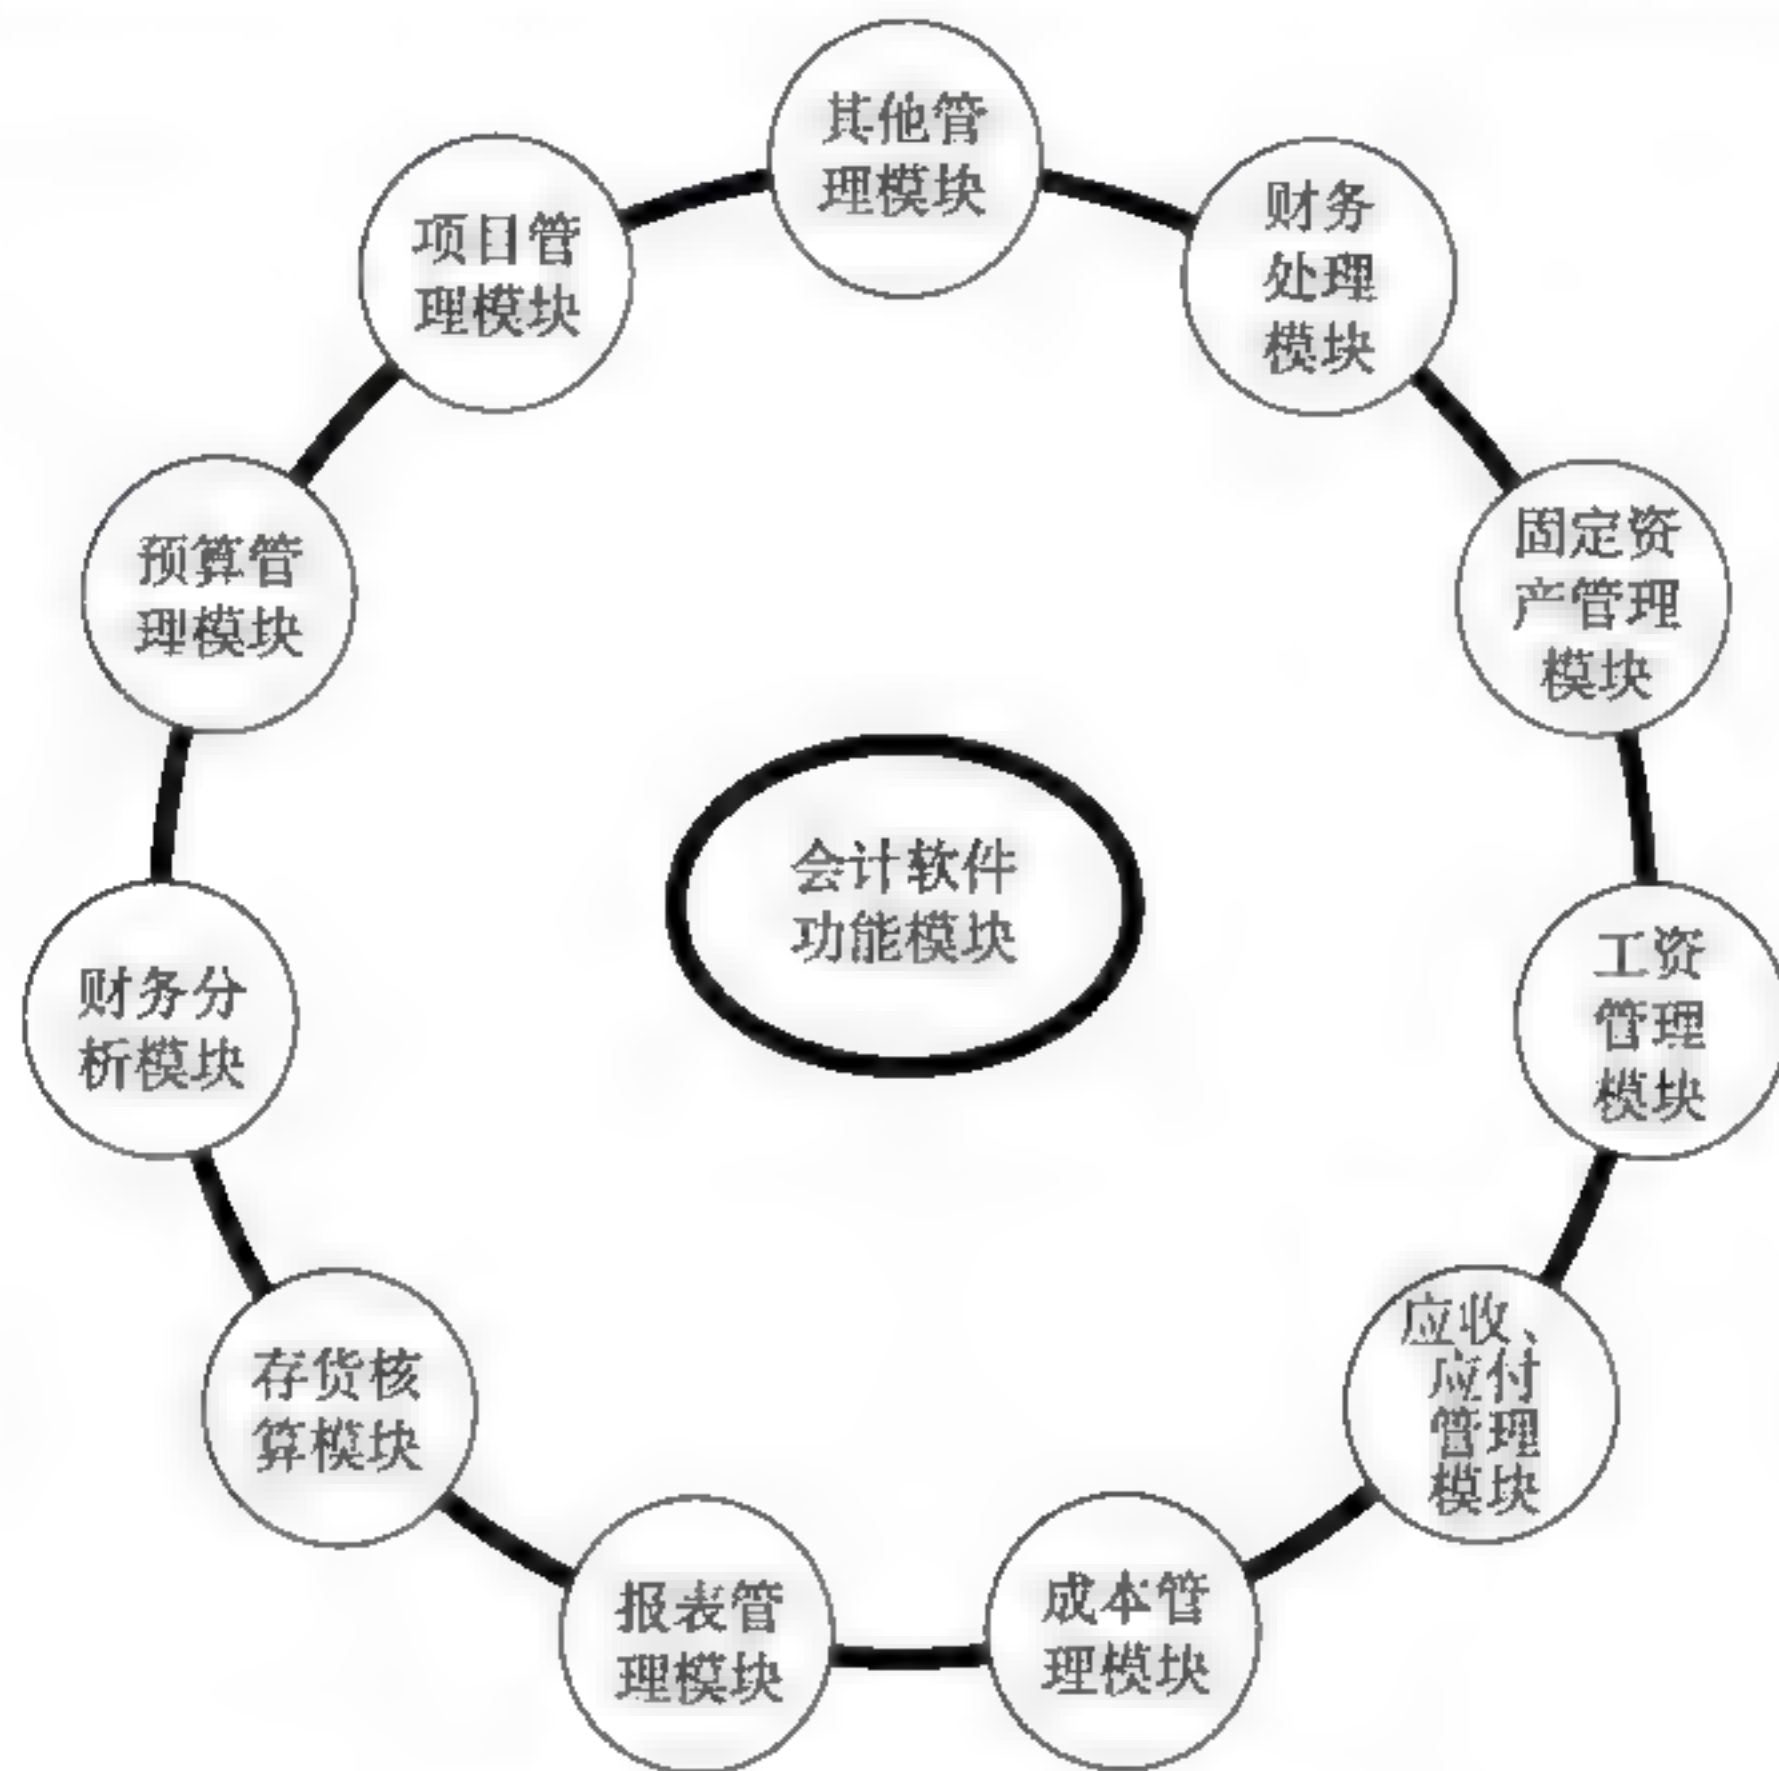 其他管
理模块
财务
处理
模块
固定资
产管理
模块
工资
管理
模块
应收、
应付
管理
模块
成本管
理模块
报表管
理模块
存货核
算模块
财务分
析模块
预算管
理模块
项目管
理模块
会计软件
功能模块